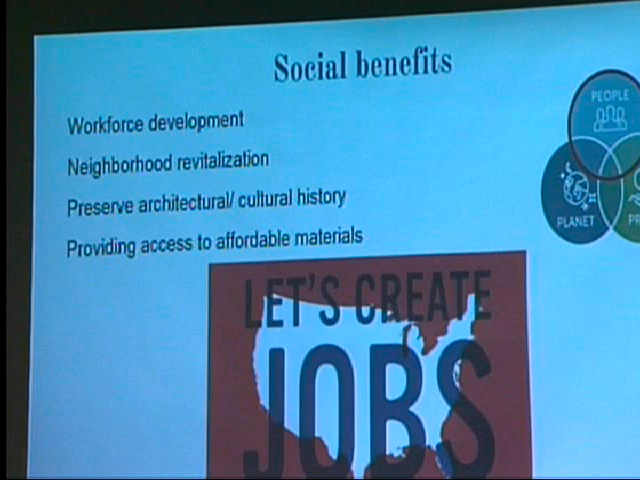 Social benefits
PEOPLE
Workforce development
Neighborhood revitalization
Preserve architectural/ cultural history
PLANET
Providing access to affordable materials
LET'S CREATE
JOBS